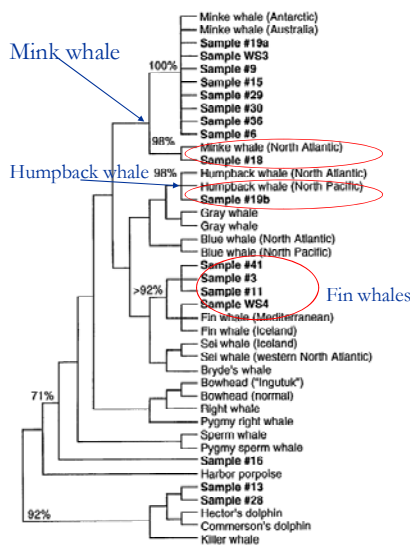 Minke whale (Antarctic)
Minke whale (Australia)
Sample #19a
Sample WS3
Sample #9
Sample #15
Sample #29
Sample #30
Sample #36
Sample #6
Minke whale (North Atlantic)
Sample #18
Humpback whale (North Atlantic)
Humpback whale (North Pacific)
Sample #19b
Gray whale
Gray whale
Blue whale (North Atlantic)
Blue whale (North Pacific)
Sample #41
Sample #3
Sample #11
Sample WS4
Fin whale (Mediterranean)
Fin whale (Iceland)
Sei whale (Iceland)
Sei whale (western North Atlantic)
Bryde's whale
Bowhead ("Ingutuk")
Bowhead (normal)
Right whale
Pygmy right whale
Sperm whale
Pygmy sperm whale
Sample #16
Harbor porpoise
Sample #13
Sample #28
Hector's dolphin
Commerson's dolphin
Killer whale
Mink whale
Humpback whale
Fin whales
100%
98%
98%
>92%
71%
92%